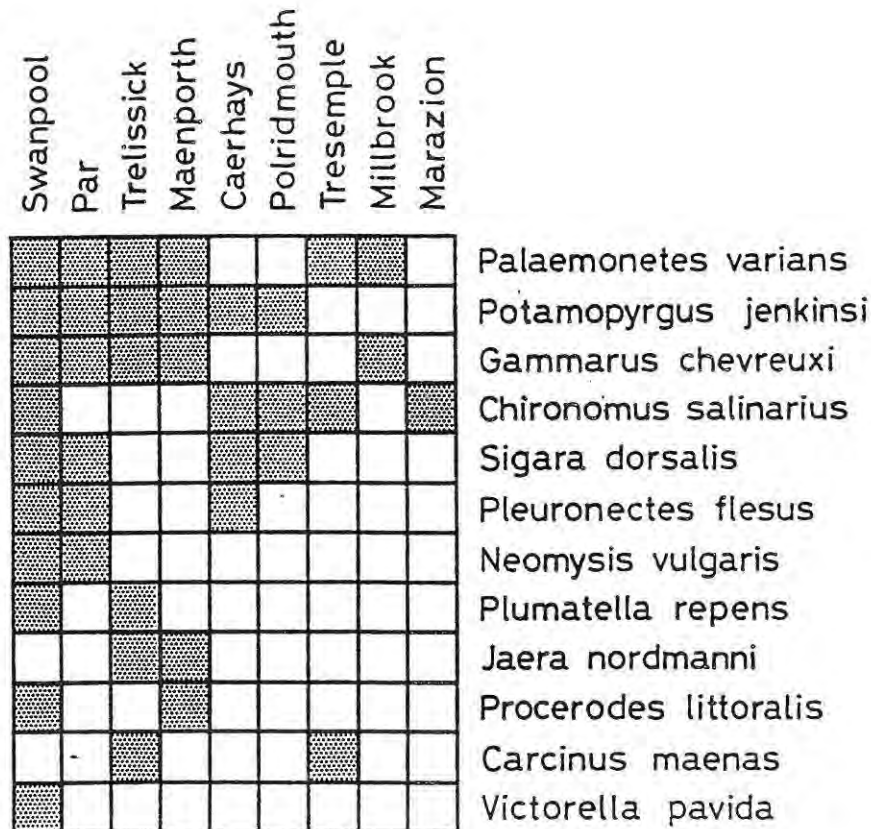 Swanpool
Par
Trelissick
Maenporth
Caerhays
Polridmouth
Tresemple
Millbrook
Marazion
Palaemonetes varians
Potamopyrgus jenkinsi
Gammarus chevreuxi
Chironomus salinarius
Sigara dorsalis
Pleuronectes flesus
Neomysis vulgaris
Plumatella repens
Jaera nordmanni
Procerodes littoralis
Carcinus maenas
Victorella pavida